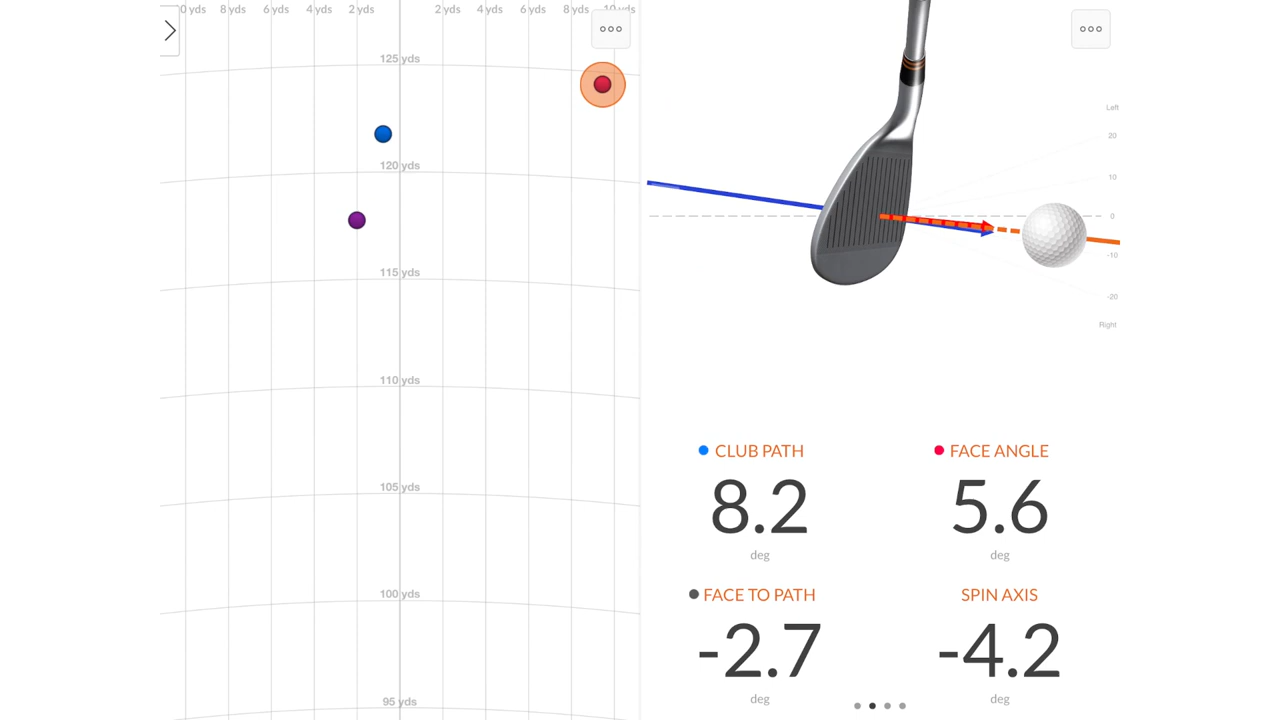 0 yds 8 yds 6 yds 4 yds 2 yds 2 yds 4 yds 6 yds 8 yds 10 yds
125 yds
120 yds
115 yds
110 yds
105 yds
100 yds
95 yds
Left
20
10
0
-10
-20
Right
CLUB PATH
8.2
deg
FACE ANGLE
5.6
deg
FACE TO PATH
-2.7
deg
SPIN AXIS
-4.2
deg